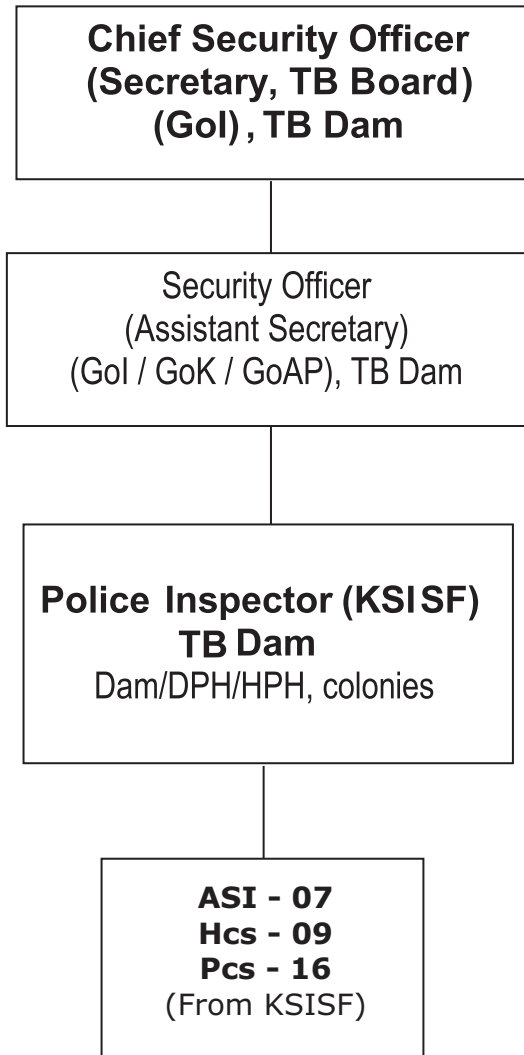 Chief Security Officer
(Secretary, TB Board)
(GoI), TB Dam
Security Officer
(Assistant Secretary)
(GoI / GoK / GoAP), TB Dam
Police Inspector (KSISF)
TB Dam
Dam/DPH/HPH, colonies
ASI - 07
Hcs - 09
Pcs - 16
(From KSISF)